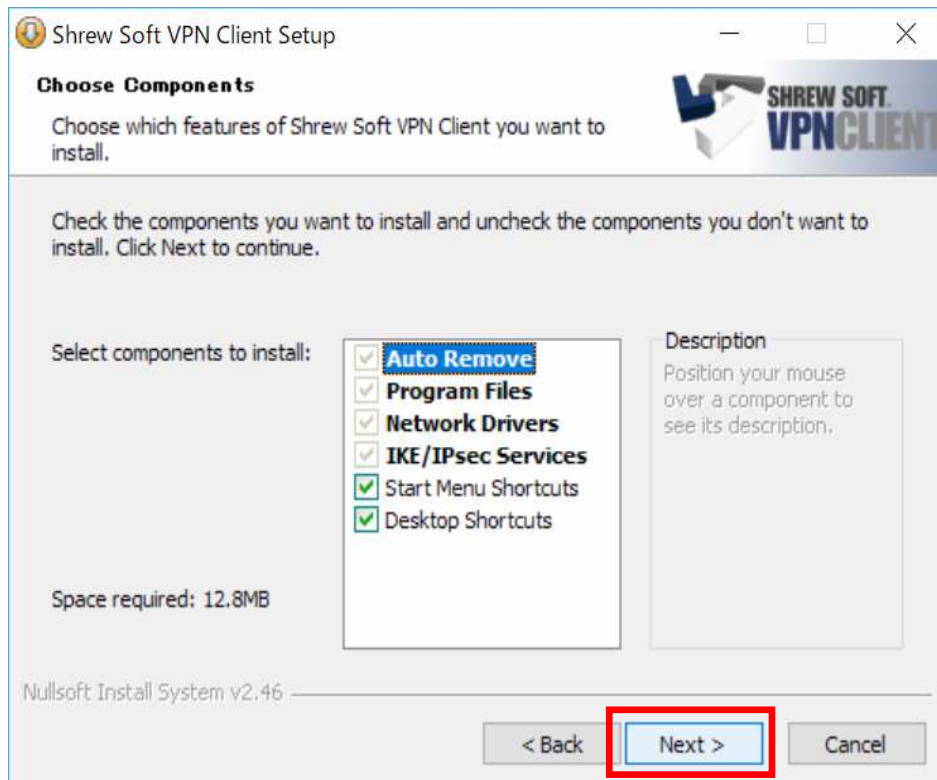 Shrew Soft VPN Client Setup
Choose Components
Choose which features of Shrew Soft VPN Client you want to
install.
SHREW SOFT
VPNCLIENT
Check the components you want to install and uncheck the components you don't want to
install. Click Next to continue.
Select components to install:
Auto Remove
Program Files
Network Drivers
IKE/IPsec Services
Start Menu Shortcuts
Desktop Shortcuts
Description
Position your mouse
over a component to
see its description.
Space required: 12.8MB
Nullsoft Install System v2.46
< Back
Next >
Cancel